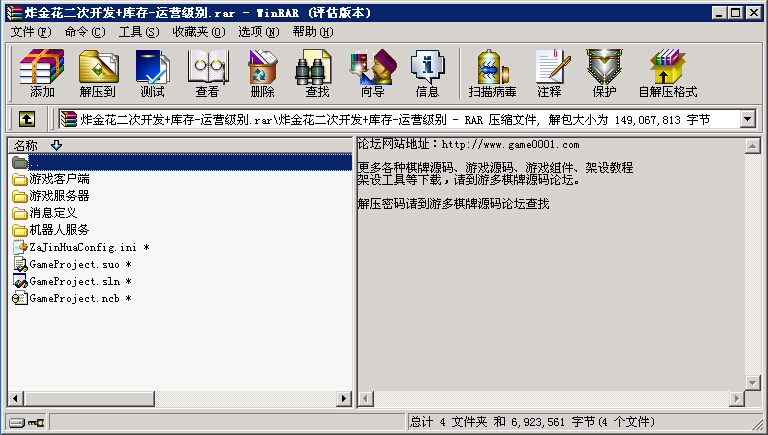 炸金花二次开发+库存-运营级别.rar - WinRAR (评估版本)
文件(F) 命令(C) 工具(S) 收藏夹(O) 选项(N) 帮助(H)
添加 解压到 测试 查看 删除 查找 向导 信息 扫描病毒 注释 保护 自解压格式
炸金花二次开发+库存-运营级别.rar\炸金花二次开发+库存-运营级别 - RAR 压缩文件, 解包大小为 149,067,813 字节
名称
..
游戏客户端
游戏服务器
消息定义
机器人服务
ZaJinHuaConfig.ini *
GameProject.suo *
GameProject.sln *
GameProject.ncb *
论坛网站地址：http://www.game0001.com
更多各种棋牌源码、游戏源码、游戏组件、架设教程
架设工具等下载，请到游多棋牌源码论坛。
解压密码请到游多棋牌源码论坛查找
总计 4 文件夹 和 6,923,561 字节(4 个文件)